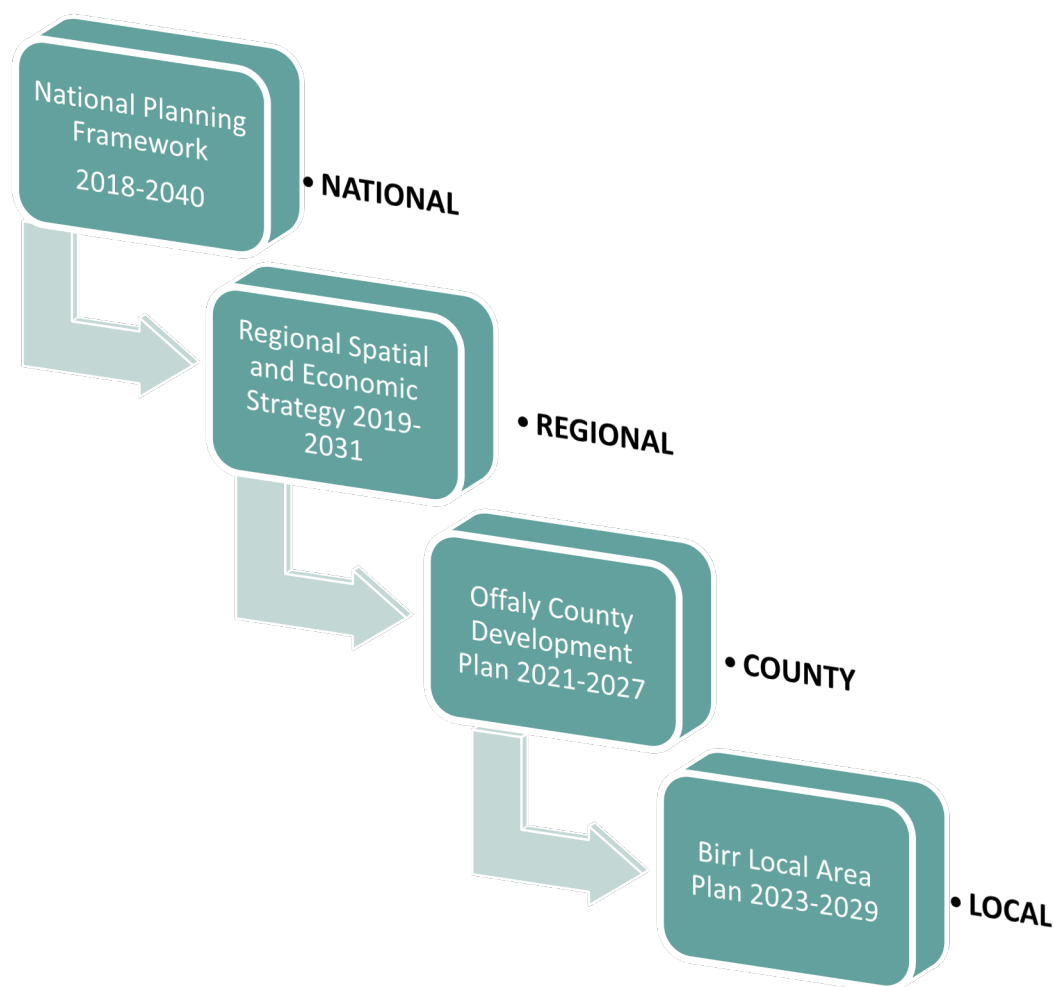 National Planning
Framework
2018-2040
• NATIONAL
Regional Spatial
and Economic
Strategy 2019-
2031
• REGIONAL
Offaly County
Development
Plan 2021-2027
• COUNTY
Birr Local Area
Plan 2023-2029
• LOCAL